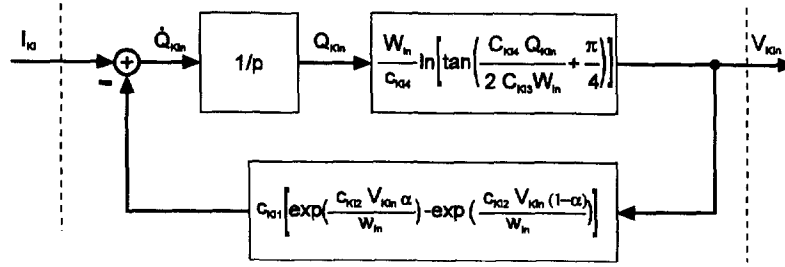 I_KI
Q̇_KIn
1/p
Q_KIn
W_In/c_KI4 ln[tan(C_KI4 Q_KIn/2 C_KI3 W_In + π/4)]
V_KIn
+
−
c_KI1[exp(c_KI2 V_KIn α/w_In)-exp(c_KI2 V_KIn (1-α)/w_In)]